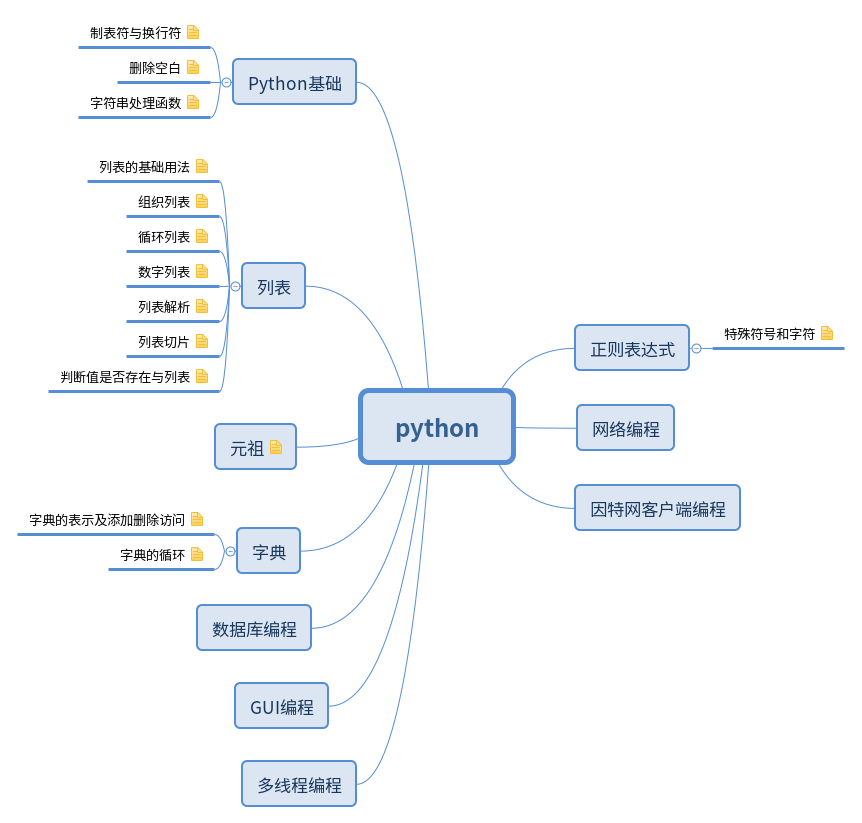 制表符与换行符
删除空白
字符串处理函数
Python基础
列表的基础用法
组织列表
循环列表
数字列表
列表解析
列表切片
判断值是否存在与列表
列表
元祖
字典的表示及添加删除访问
字典的循环
字典
数据库编程
GUI编程
多线程编程
python
正则表达式
特殊符号和字符
网络编程
因特网客户端编程